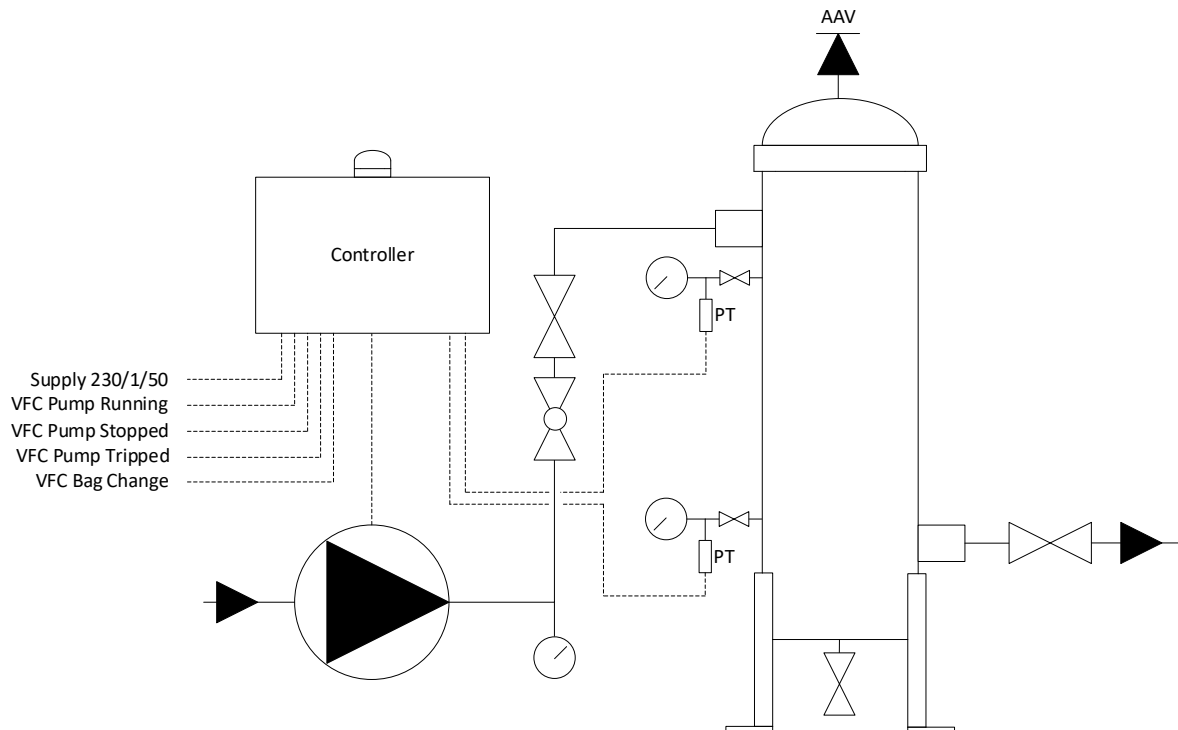 AAV
Controller
PT
Supply 230/1/50
VFC Pump Running
VFC Pump Stopped
VFC Pump Tripped
VFC Bag Change
PT